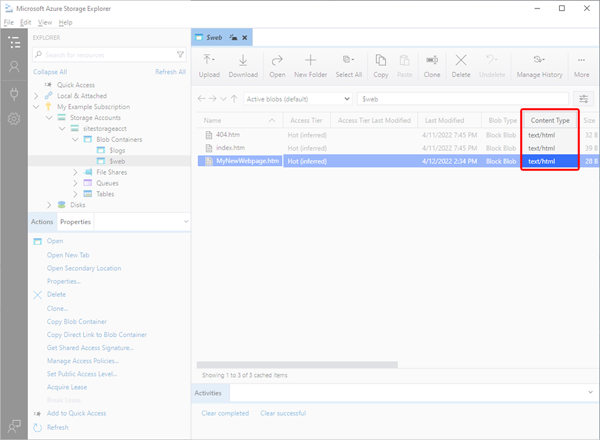 Microsoft Azure Storage Explorer
File Edit View Help
EXPLORER
Search for resources
Collapse All Refresh All
Quick Access
Local & Attached
My Example Subscription
Storage Accounts
sitestorageacct
Blob Containers
$logs
$web
File Shares
Queues
Tables
Disks
Actions Properties
Open
Open New Tab
Open Secondary Location
Properties...
Delete
Clone...
Copy Blob Container
Copy Direct Link to Blob Container
Get Shared Access Signature...
Manage Access Policies...
Set Public Access Level...
Acquire Lease
Break Lease
Add to Quick Access
Refresh
$web
Upload Download Open New Folder Select All Copy Paste Clone Delete Undelete Manage History More
Active blobs (default) $web
Name Access Tier Access Tier Last Modified Last Modified Blob Type Content Type Size
404.htm Hot (inferred) 4/11/2022 7:45 PM Block Blob text/html 32 B
index.htm Hot (inferred) 4/11/2022 7:45 PM Block Blob text/html 33 B
MyNewWebpage.htm Hot (inferred) 4/12/2022 2:34 PM Block Blob text/html 28 B
Showing 1 to 3 of 3 cached items
Activities
Clear completed Clear successful